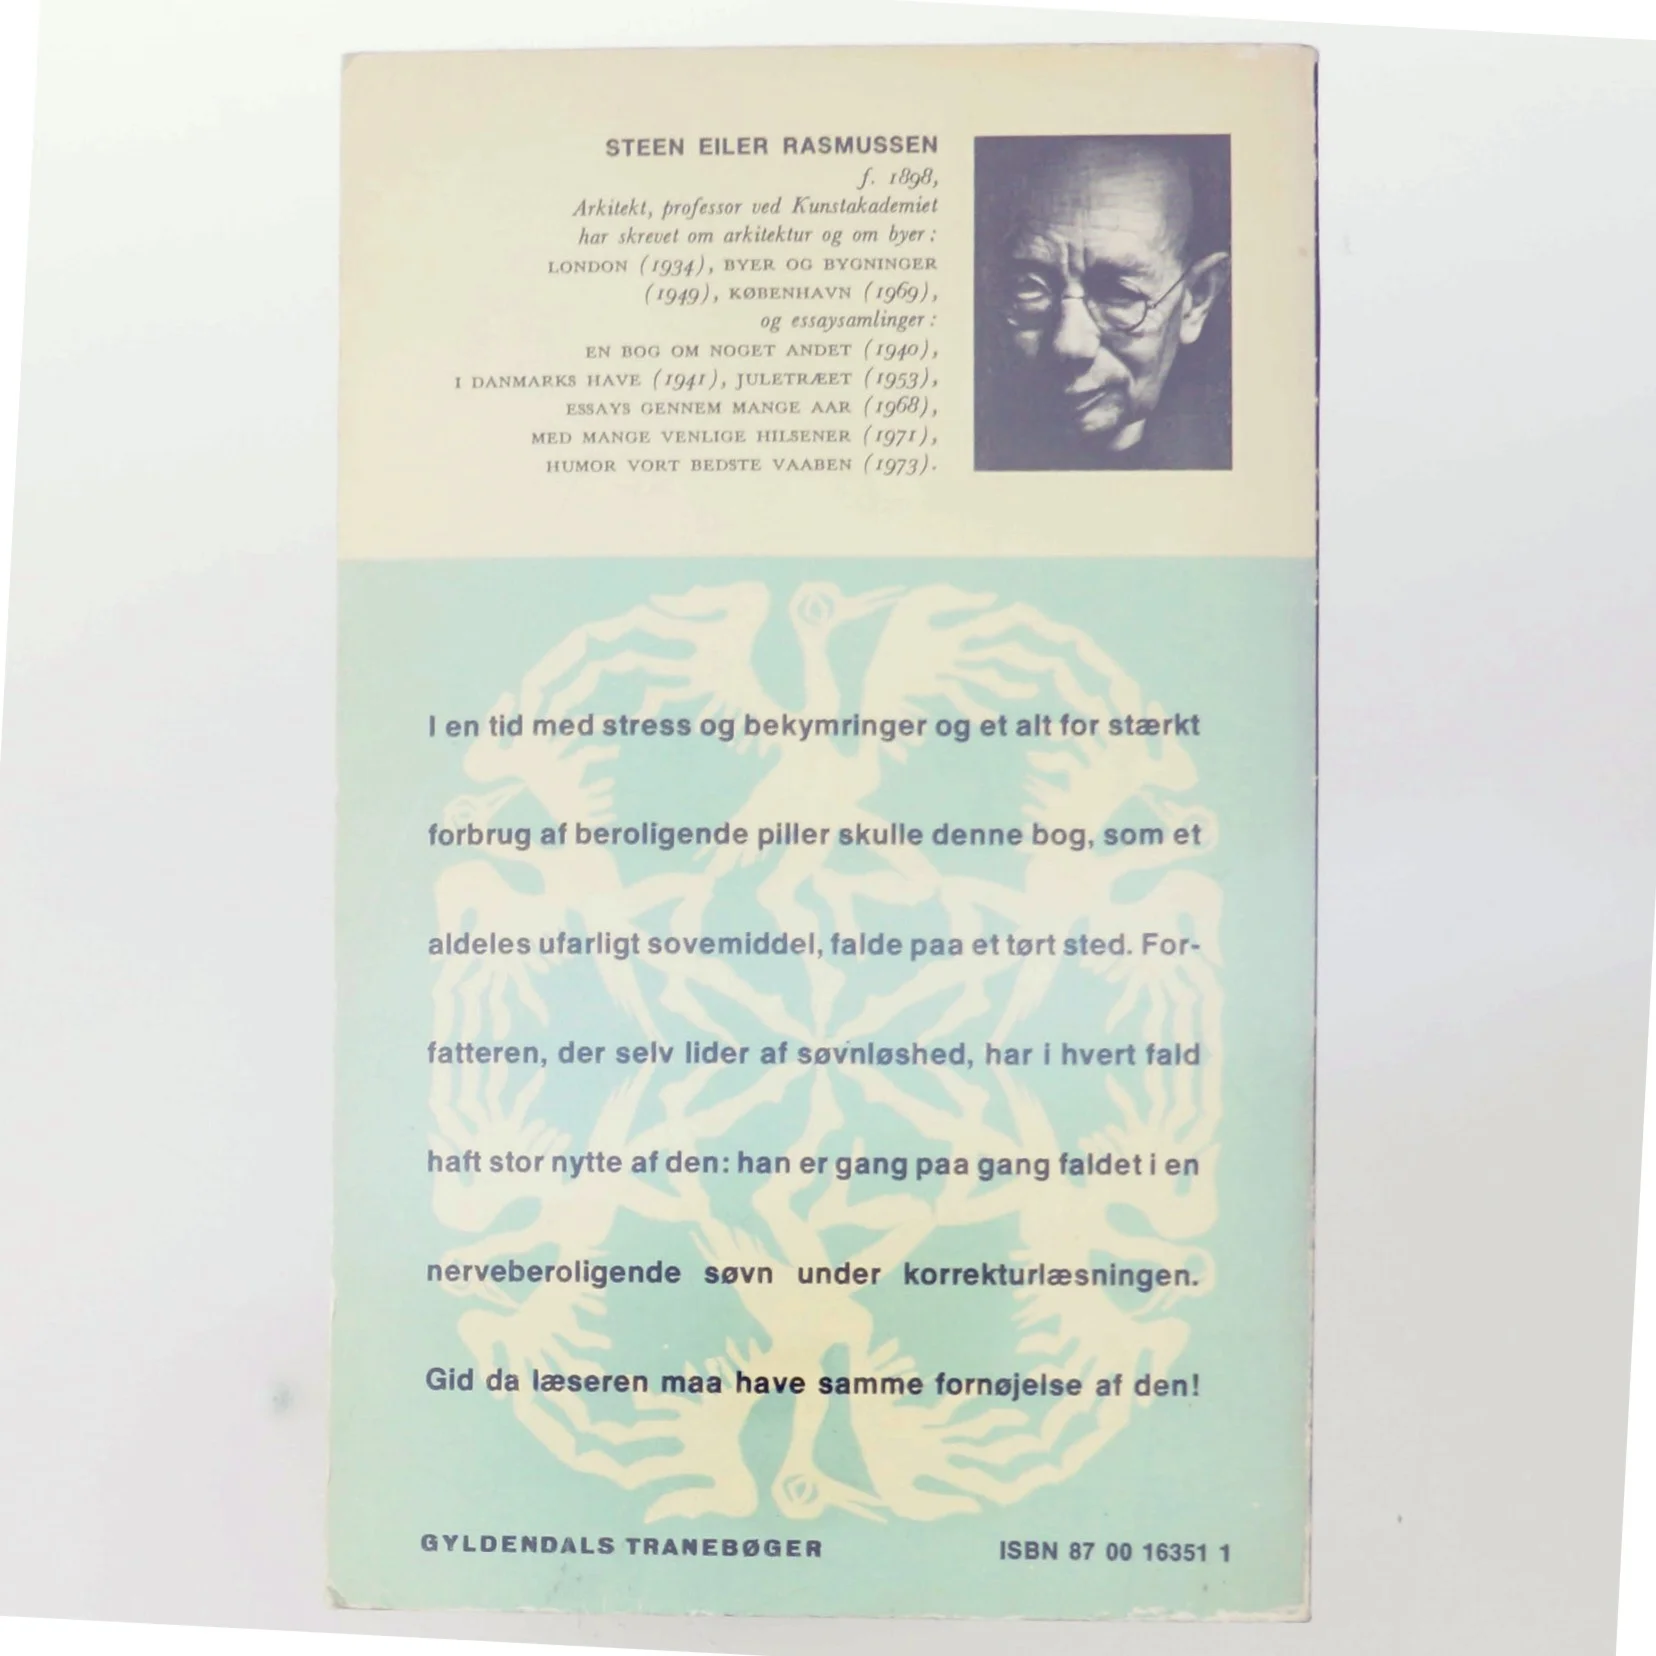 STEEN EILER RASMUSSEN
f. 1898,
Arkitekt, professor ved Kunstakademiet
har skrevet om arkitektur og om byer:
LONDON (1934), BYER OG BYGNINGER
(1949), KØBENHAVN (1969),
og essaysamlinger:
EN BOG OM NOGET ANDET (1940),
I DANMARKS HAVE (1941), JULETRÆET (1953),
ESSAYS GENNEM MANGE AAR (1968),
MED MANGE VENLIGE HILSENER (1971),
HUMOR VORT BEDSTE VAABEN (1973).
I en tid med stress og bekymringer og et alt for stærkt
forbrug af beroligende piller skulle denne bog, som et
aldeles ufarligt sovemiddel, falde paa et tørt sted. For-
fatteren, der selv lider af søvnløshed, har i hvert fald
haft stor nytte af den: han er gang paa gang faldet i en
nerveberoligende søvn under korrekturlæsningen.
Gid da læseren maa have samme fornøjelse af den!
GYLDENDALS TRANEBØGER
ISBN 87 00 16351 1